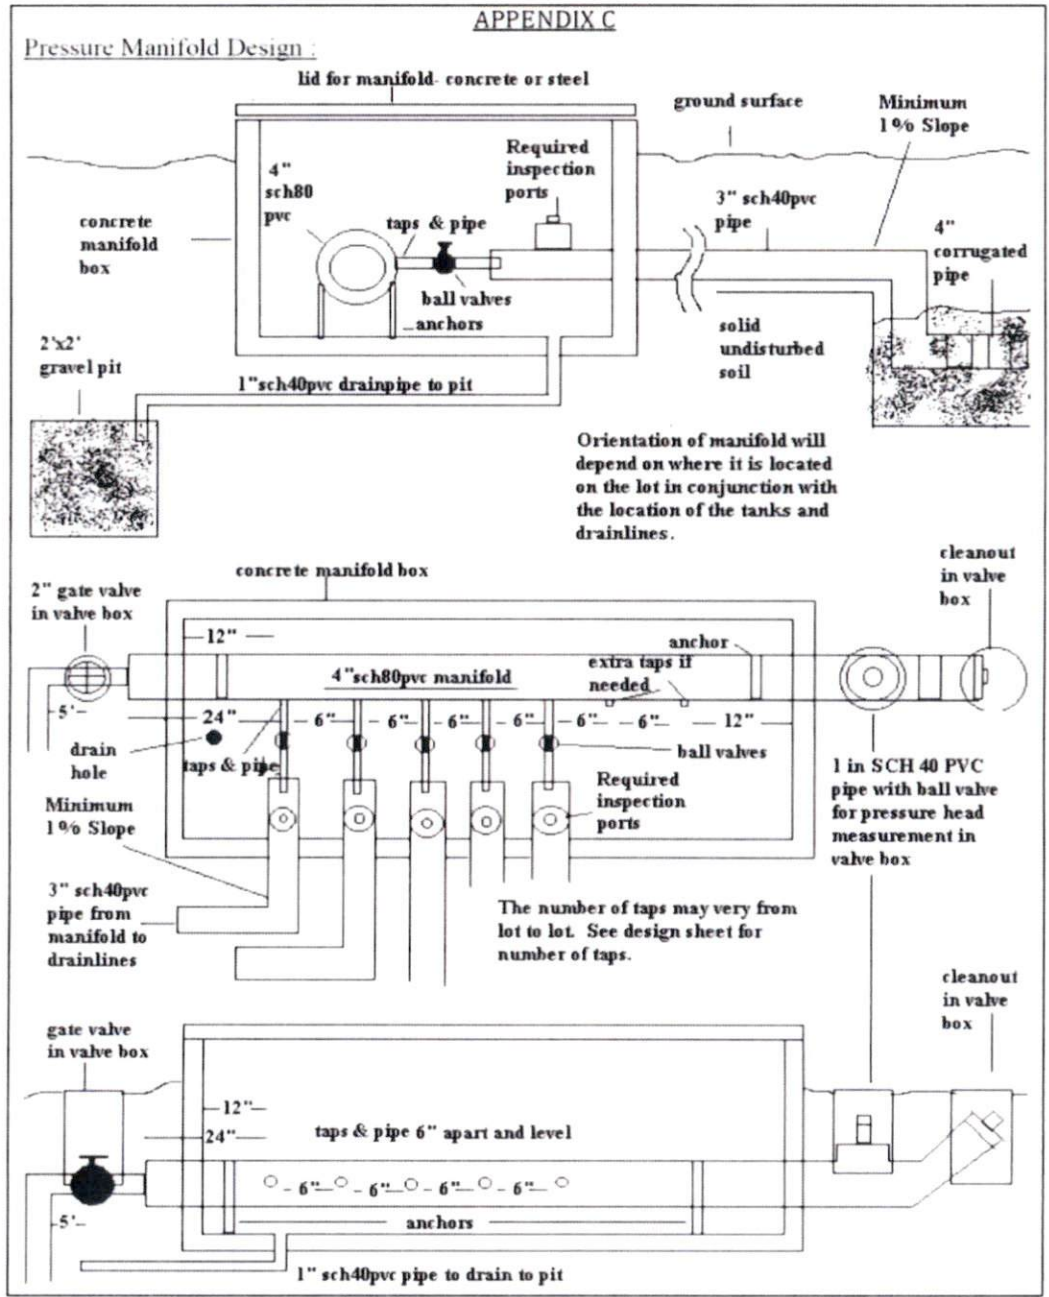 APPENDIX C
Pressure Manifold Design :
lid for manifold- concrete or steel
ground surface
Minimum
1% Slope
4"
sch80
pvc
Required
inspection
ports
3" sch40pvc
pipe
concrete
manifold
box
taps & pipe
4"
corrugated
pipe
ball valves
anchors
solid
undisturbed
soil
2'x2'
gravel pit
1"sch40pvc drainpipe to pit
Orientation of manifold will
depend on where it is located
on the lot in conjunction with
the location of the tanks and
drainlines.
cleanout
in valve
box
concrete manifold box
2" gate valve
in valve box
12"
anchor
extra taps if
needed
4"sch80pvc manifold
5'
24"
6"
6"
6"
6"
6"
6"
12"
drain
hole
taps & pipe
ball valves
Minimum
1% Slope
Required
inspection
ports
1 in SCH 40 PVC
pipe with ball valve
for pressure head
measurement in
valve box
3" sch40pvc
pipe from
manifold to
drainlines
The number of taps may very from
lot to lot. See design sheet for
number of taps.
cleanout
in valve
box
gate valve
in valve box
12"
24"
taps & pipe 6" apart and level
6"
6"
6"
6"
5'
anchors
1" sch40pvc pipe to drain to pit